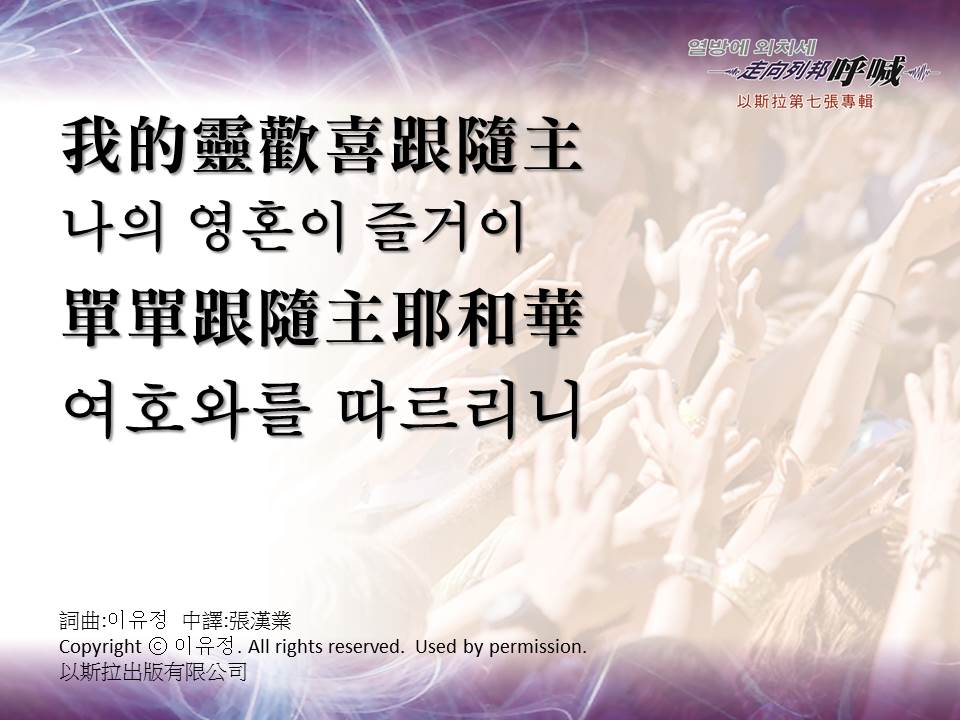 열방에 외치세
走向列邦呼喊
以斯拉第七張專輯
我的靈歡喜跟隨主
나의 영혼이 즐거이
單單跟隨主耶和華
여호와를 따르리니
詞曲:이유정 中譯:張漢業
Copyright ⓒ 이유정. All rights reserved. Used by permission.
以斯拉出版有限公司